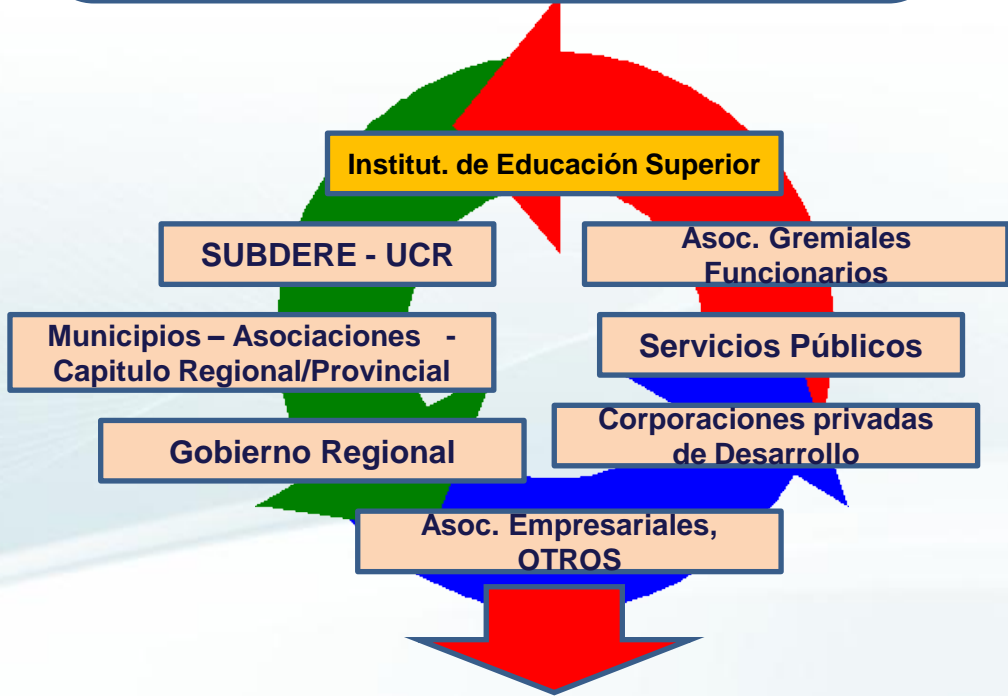 Institut. de Educación Superior
SUBDERE - UCR
Asoc. Gremiales
Funcionarios
Municipios – Asociaciones -
Capitulo Regional/Provincial
Servicios Públicos
Gobierno Regional
Corporaciones privadas
de Desarrollo
Asoc. Empresariales,
OTROS